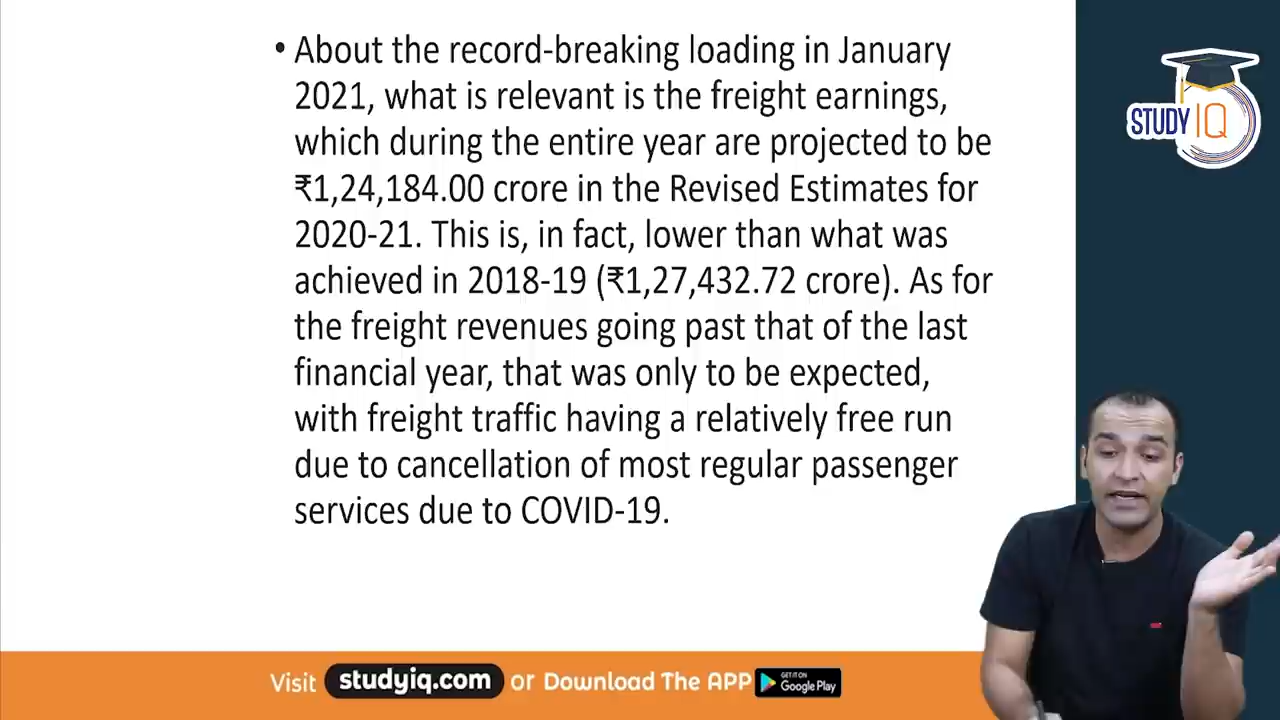 • About the record-breaking loading in January
2021, what is relevant is the freight earnings,
which during the entire year are projected to be
₹1,24,184.00 crore in the Revised Estimates for
2020-21. This is, in fact, lower than what was
achieved in 2018-19 (₹1,27,432.72 crore). As for
the freight revenues going past that of the last
financial year, that was only to be expected,
with freight traffic having a relatively free run
due to cancellation of most regular passenger
services due to COVID-19.
STUDY IQ
Visit studyiq.com or Download The APP GET IT ON Google Play